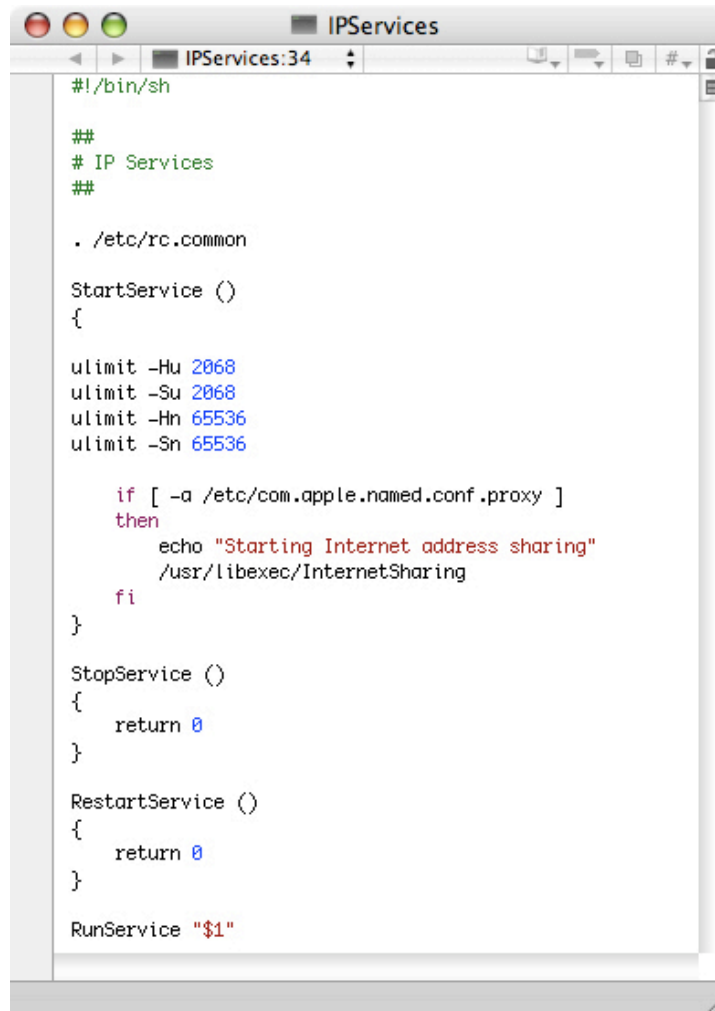 IPServices
IPServices:34
#
#!/bin/sh
##
# IP Services
##
. /etc/rc.common
StartService ()
{
ulimit -Hu 2068
ulimit -Su 2068
ulimit -Hn 65536
ulimit -Sn 65536
    if [ -a /etc/com.apple.named.conf.proxy ]
    then
        echo "Starting Internet address sharing"
        /usr/libexec/InternetSharing
    fi
}
StopService ()
{
    return 0
}
RestartService ()
{
    return 0
}
RunService "$1"